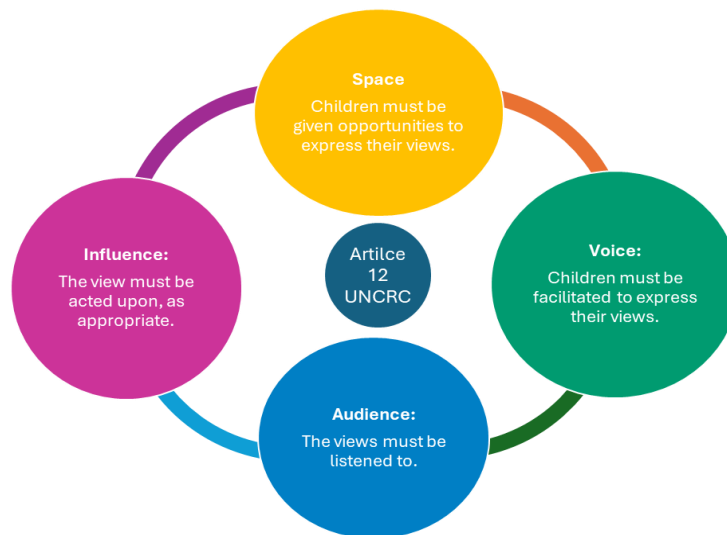 Space
Children must be
given opportunities to
express their views.
Influence:
The view must be
acted upon, as
appropriate.
Artilce
12
UNCRC
Voice:
Children must be
facilitated to express
their views.
Audience:
The views must be
listened to.